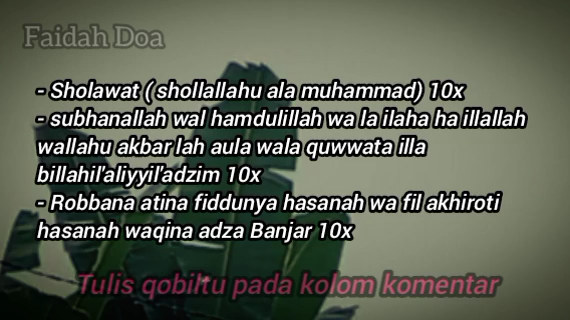 Faidah Doa
- Sholawat ( shollallahu ala muhammad) 10x
- subhanallah wal hamdulillah wa la ilaha ha illallah
wallahu akbar lah aula wala quwwata illa
billahil'aliyyil'adzim 10x
- Robbana atina fiddunya hasanah wa fil akhiroti
hasanah waqina adza Banjar 10x
Tulis qobiltu pada kolom komentar